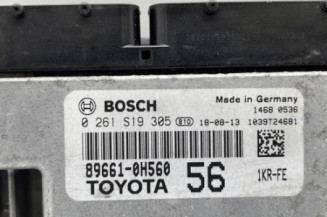 BOSCH
Made in Germany
1468 0536
0 261 S19 305 B10 18-08-13 1039T24681
89661-0H560
TOYOTA 56 1KR-FE